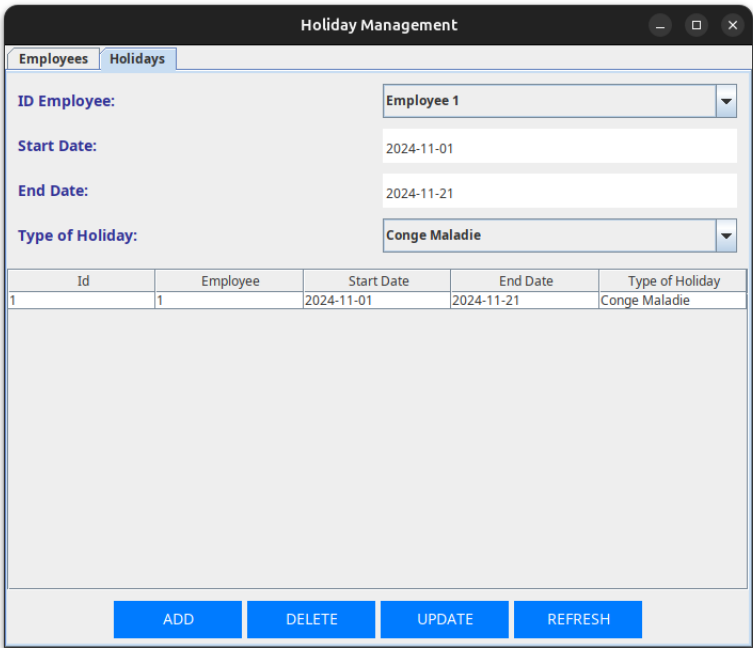 Holiday Management
Employees Holidays
ID Employee: Employee 1
Start Date: 2024-11-01
End Date: 2024-11-21
Type of Holiday: Conge Maladie
Id Employee Start Date End Date Type of Holiday
1 1 2024-11-01 2024-11-21 Conge Maladie
ADD DELETE UPDATE REFRESH